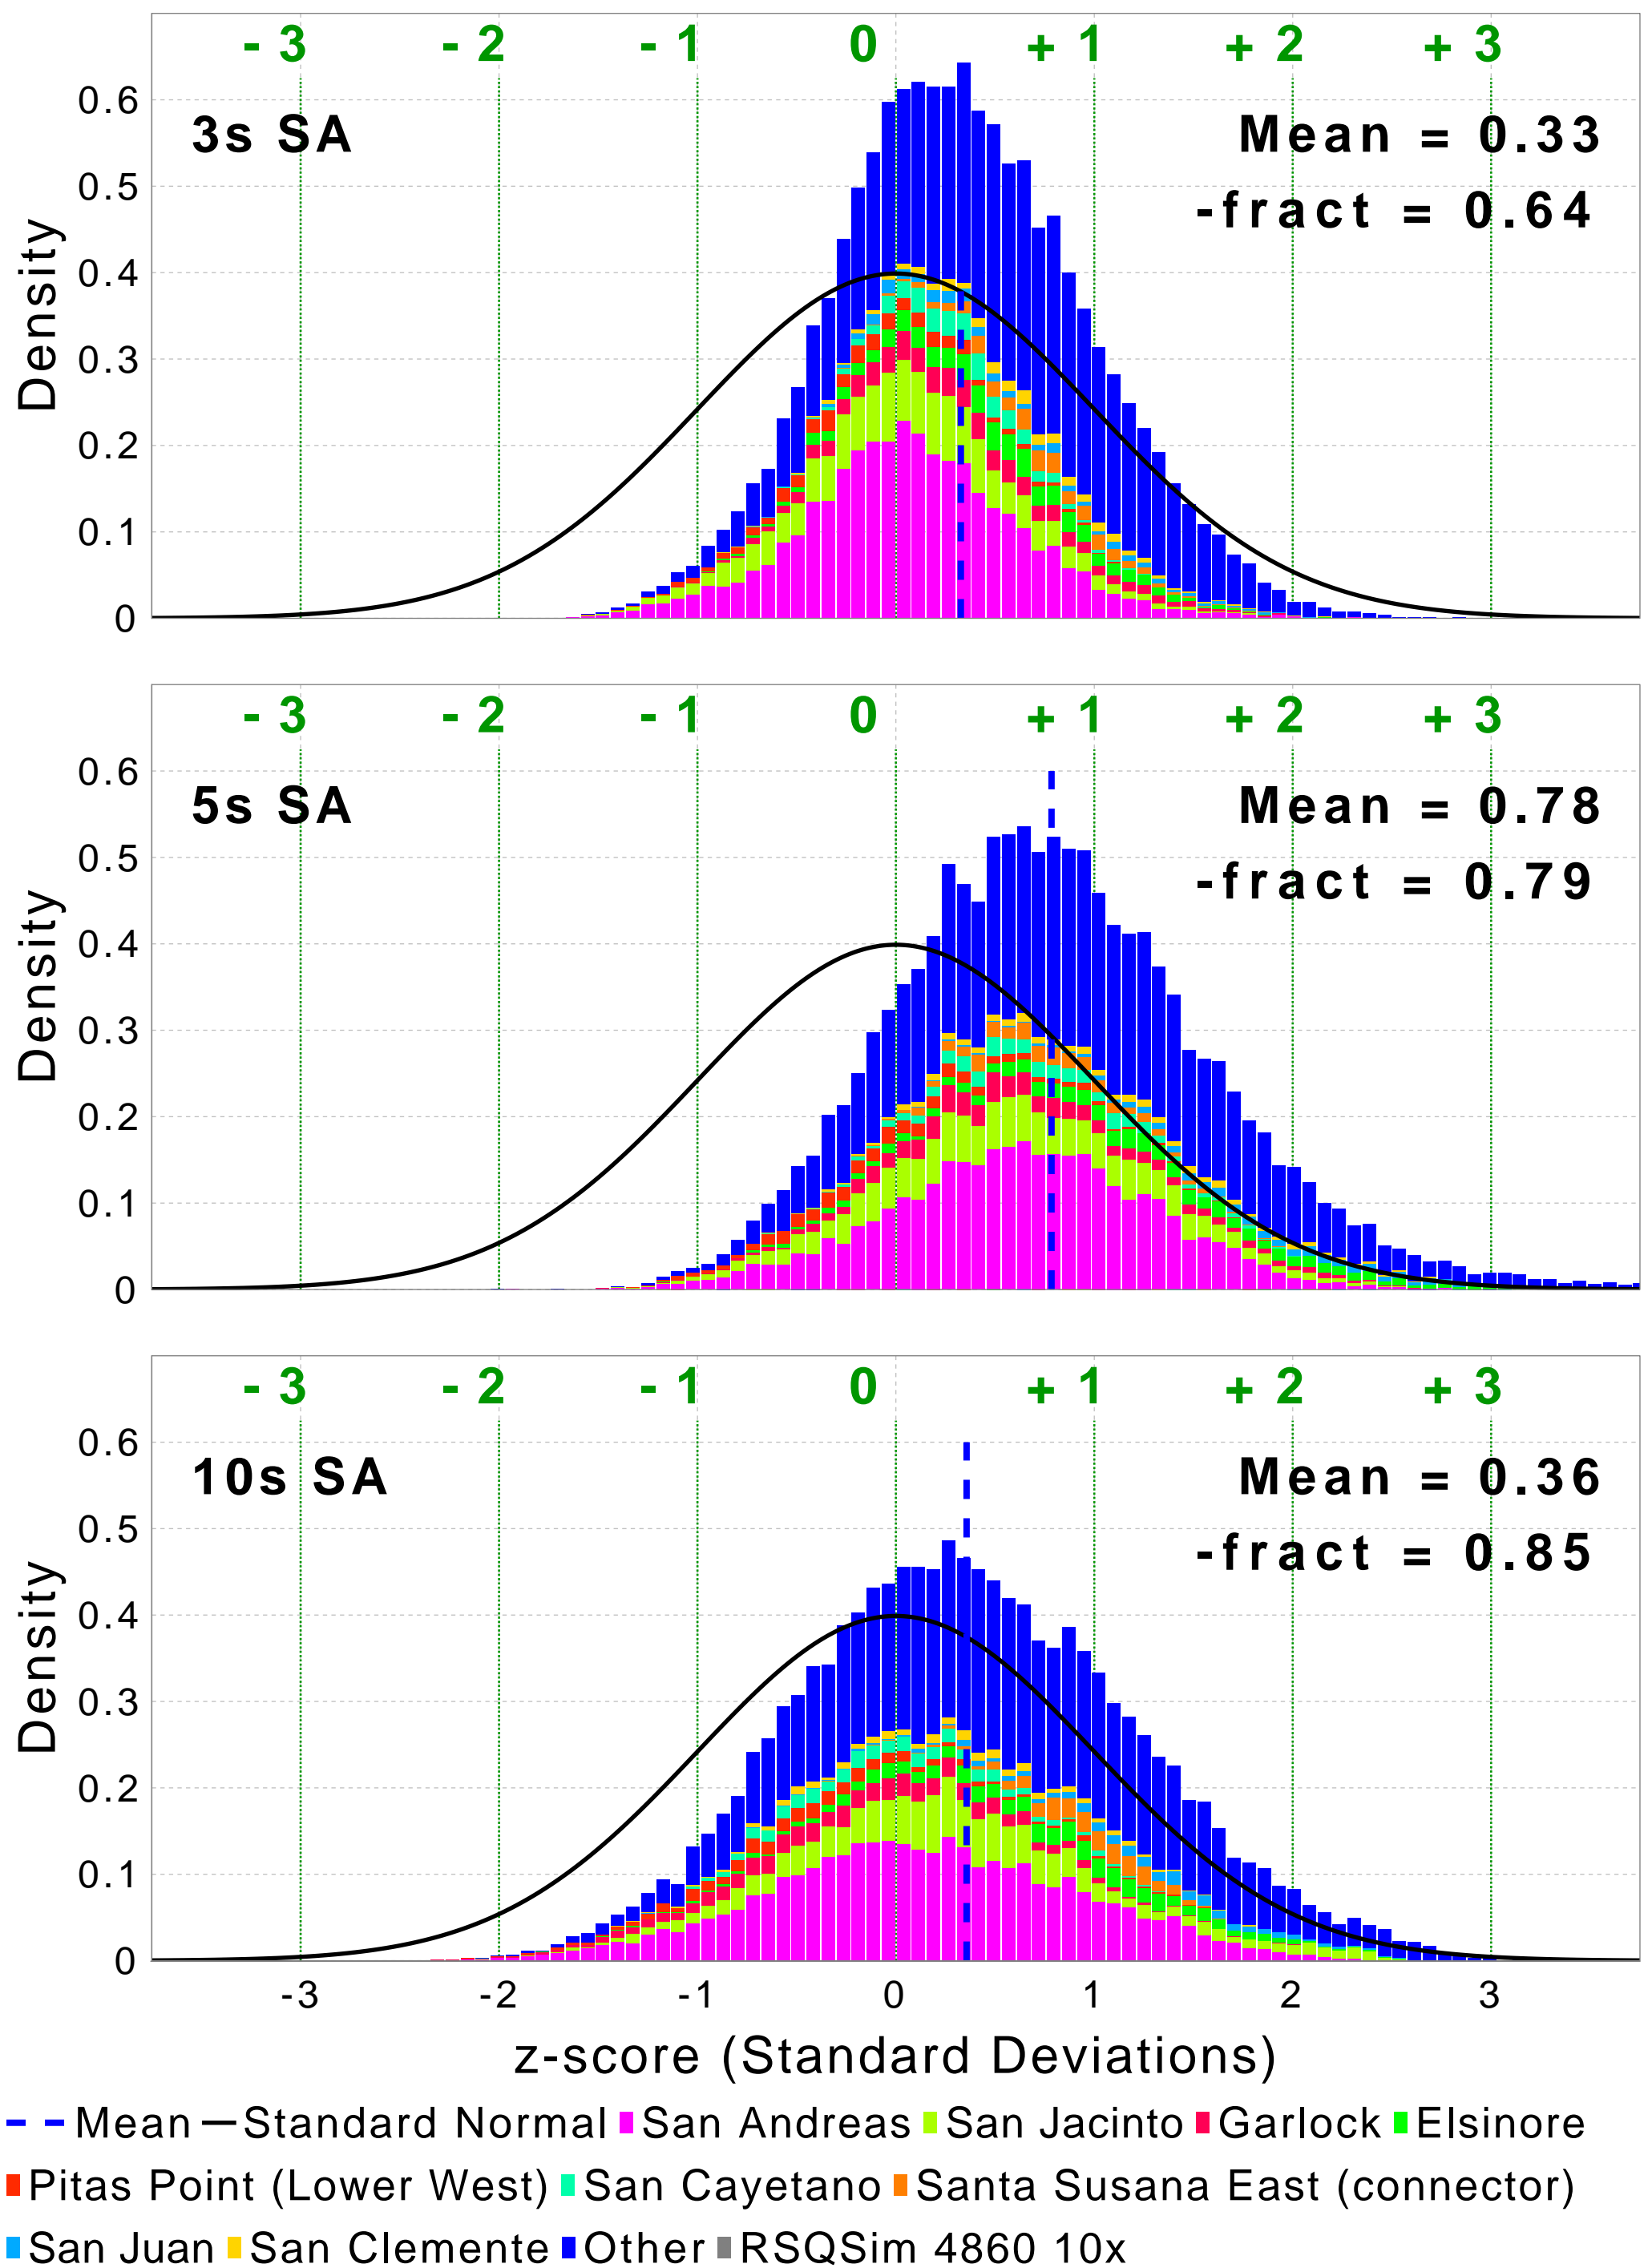 - 3 - 2 - 1 0 + 1 + 2 + 3
0.6
3s SA
Mean = 0.33
0.5
-fract = 0.64
0.4
0.3
0.2
0.1
0
Density
- 3 - 2 - 1 0 + 1 + 2 + 3
0.6
5s SA
Mean = 0.78
0.5
-fract = 0.79
0.4
0.3
0.2
0.1
0
Density
- 3 - 2 - 1 0 + 1 + 2 + 3
0.6
10s SA
Mean = 0.36
0.5
-fract = 0.85
0.4
0.3
0.2
0.1
0
Density
-3 -2 -1 0 1 2 3
z-score (Standard Deviations)
Mean Standard Normal San Andreas San Jacinto Garlock Elsinore
Pitas Point (Lower West) San Cayetano Santa Susana East (connector)
San Juan San Clemente Other RSQSim 4860 10x